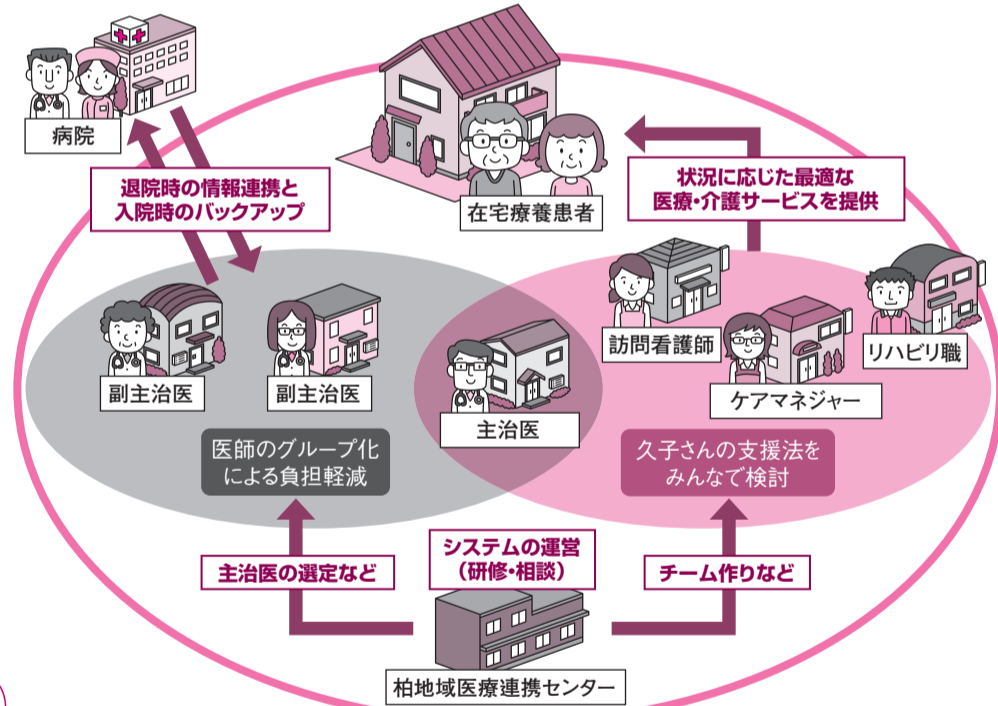 病院
退院時の情報連携と
入院時のバックアップ
在宅療養患者
状況に応じた最適な
医療・介護サービスを提供
副主治医
副主治医
主治医
訪問看護師
ケアマネジャー
リハビリ職
医師のグループ化
による負担軽減
久子さんの支援法を
みんなで検討
主治医の選定など
システムの運営
（研修・相談）
チーム作りなど
柏地域医療連携センター